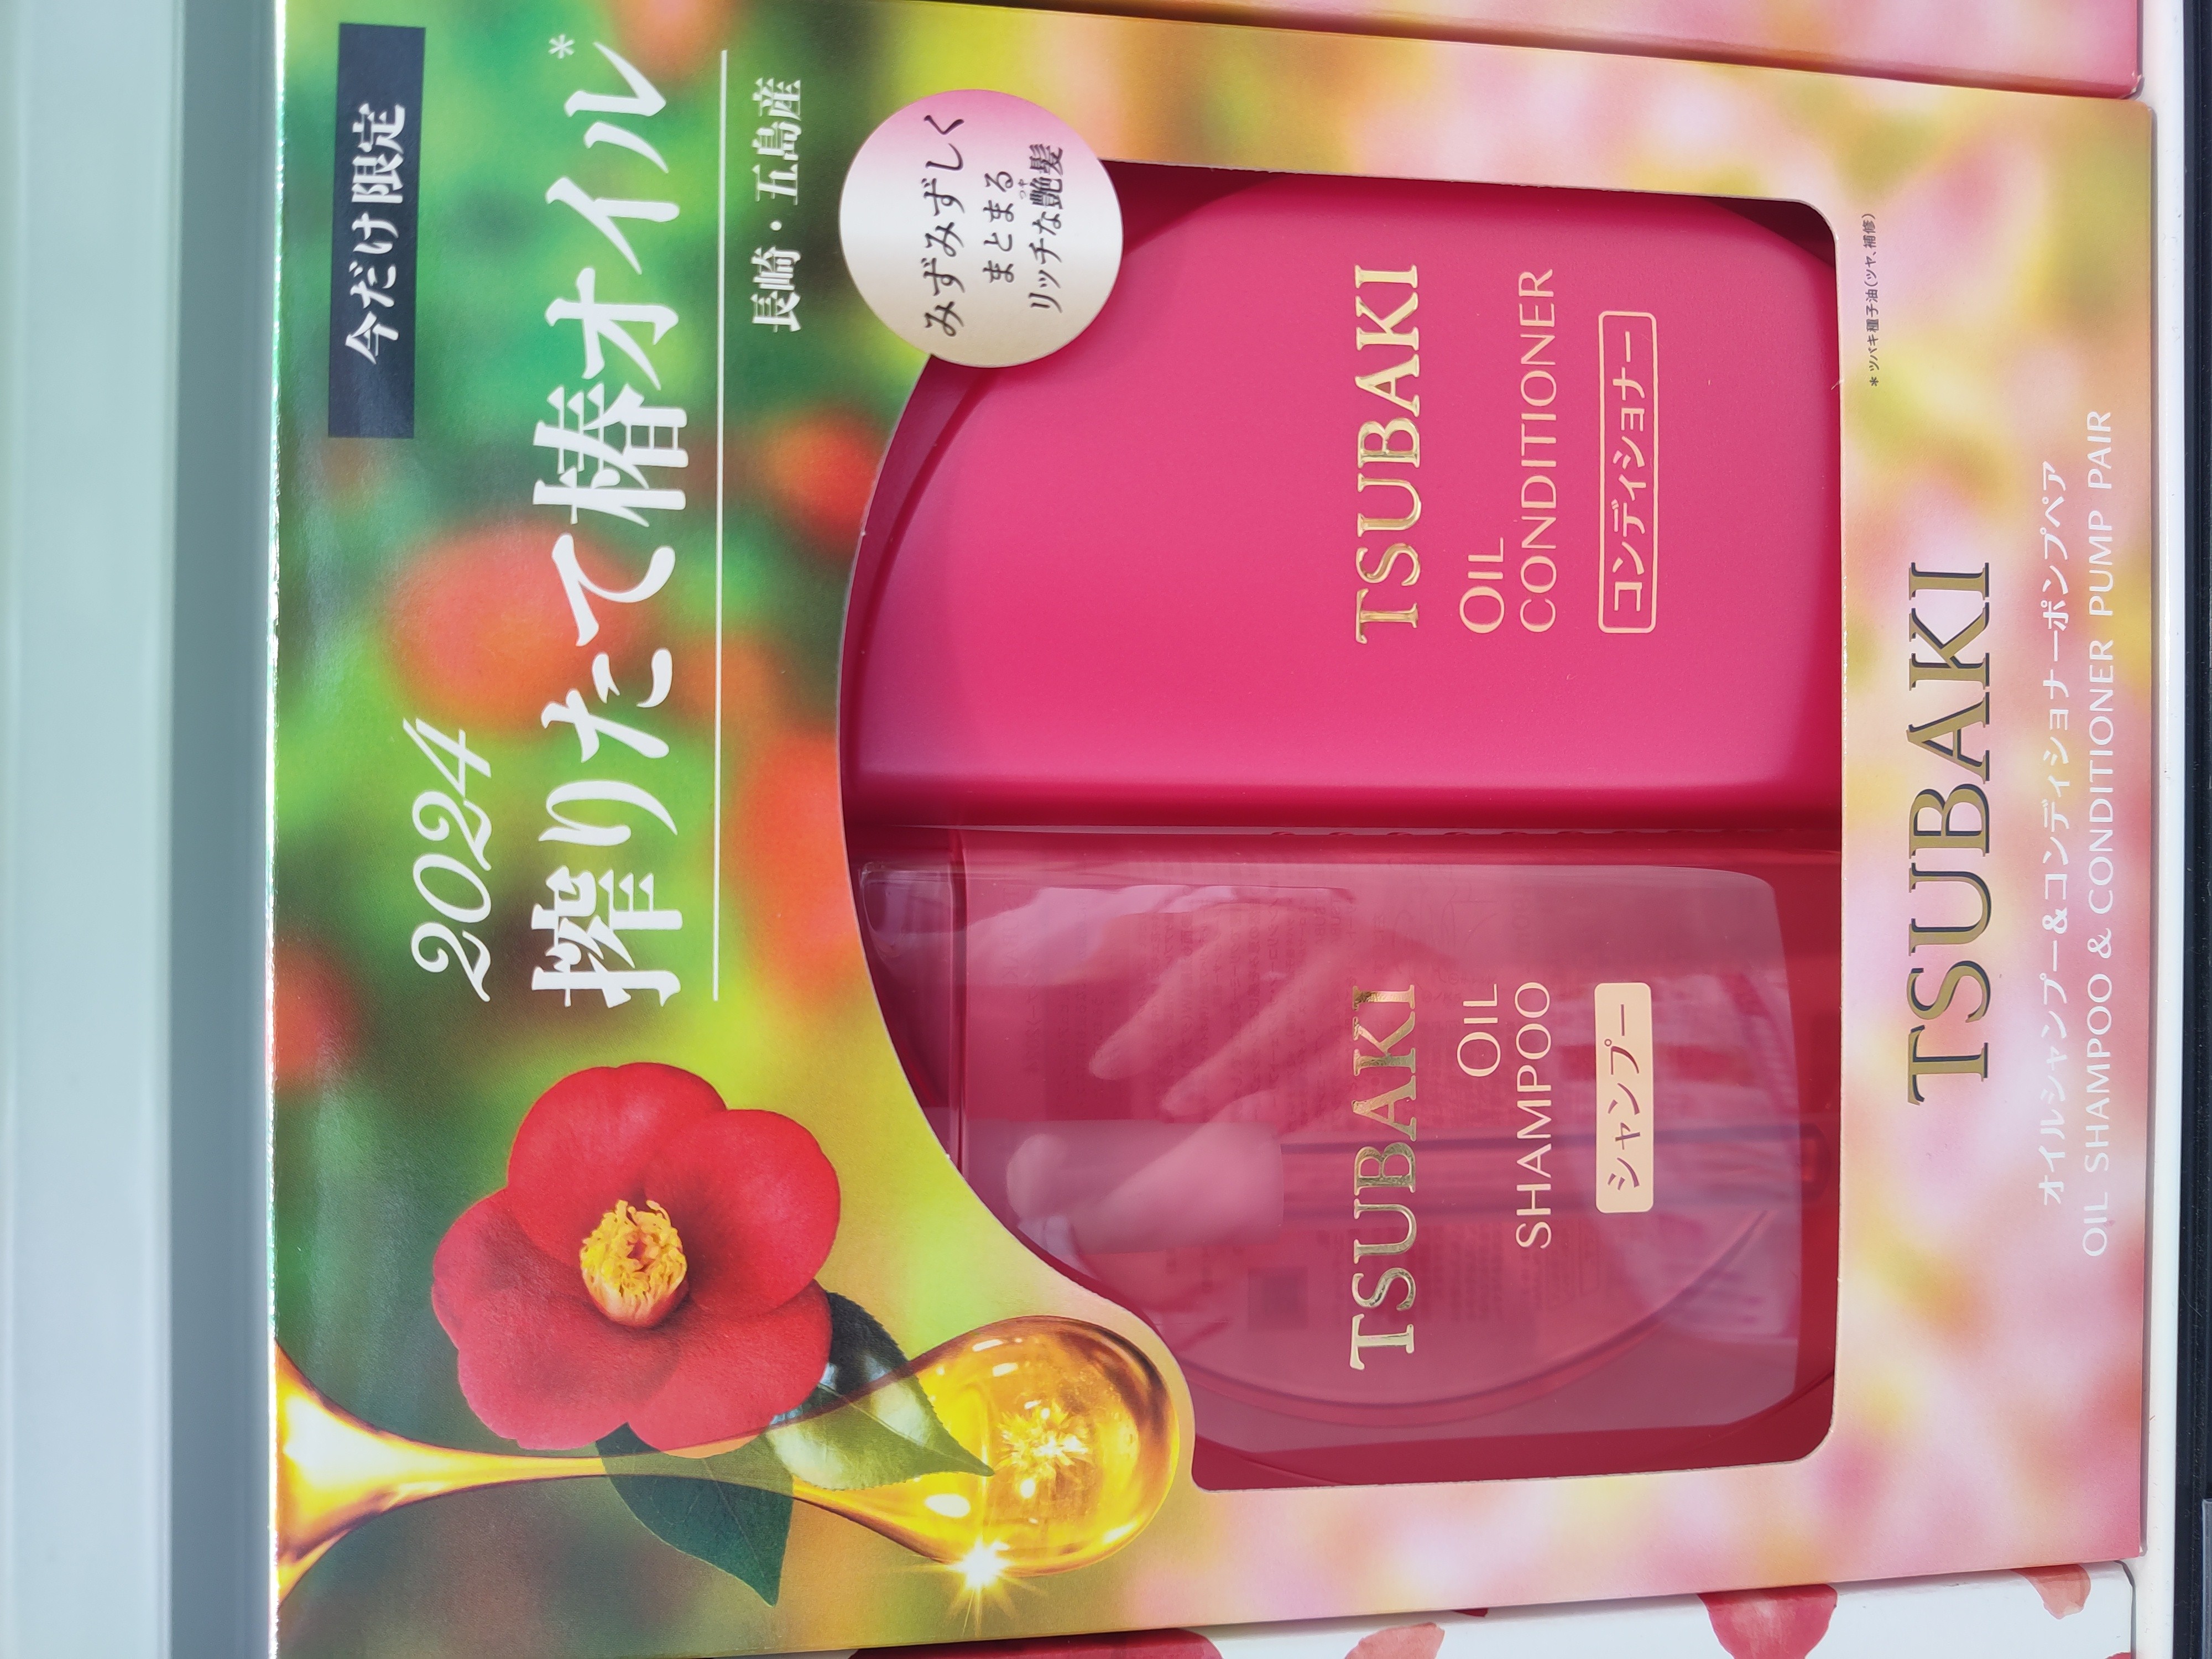 今だけ限定
2024
搾りたて椿オイル*
長崎・五島産
みずみずしく
まとまる
リッチな艶髪
つや
TSUBAKI
OIL
SHAMPOO
シャンプー
TSUBAKI
OIL
CONDITIONER
コンディショナー
*ツバキ種子油(ツヤ、補修)
TSUBAKI
オイルシャンプー&コンディショナーポンプペア
OIL SHAMPOO & CONDITIONER PUMP PAIR